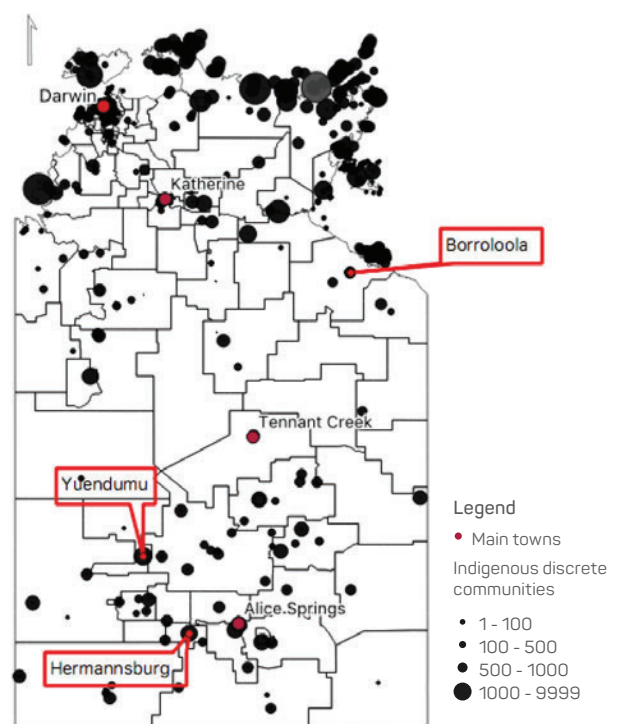 Darwin
Katherine
Borroloola
Tennant Creek
Yuendumu
Alice Springs
Hermannsburg
Legend
Main towns
Indigenous discrete
communities
1 - 100
100 - 500
500 - 1000
1000 - 9999